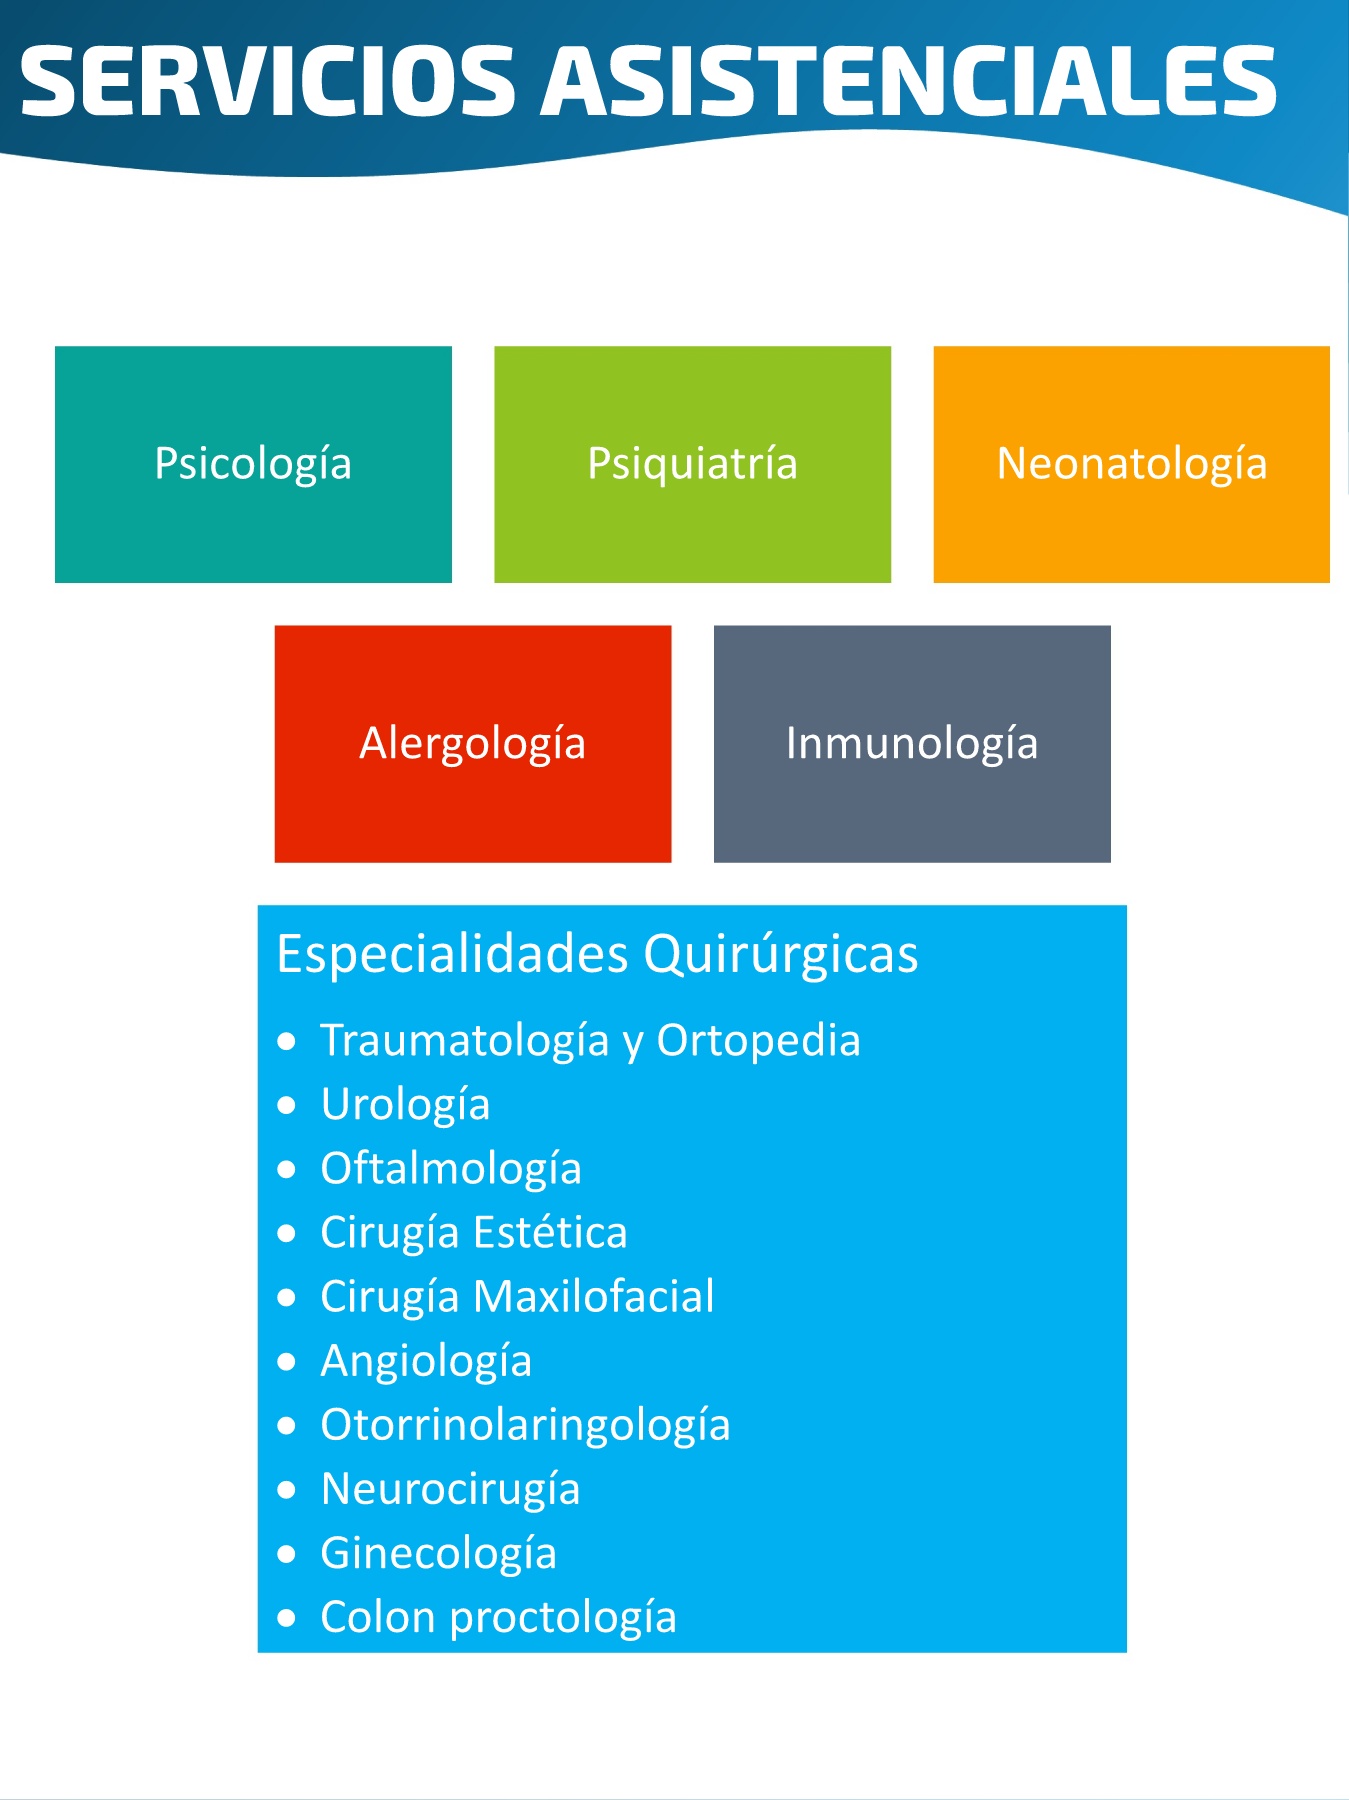 SERVICIOS ASISTENCIALES
Psicología
Psiquiatría
Neonatología
Alergología
Inmunología
Especialidades Quirúrgicas
• Traumatología y Ortopedia
• Urología
• Oftalmología
• Cirugía Estética
• Cirugía Maxilofacial
• Angiología
• Otorrinolaringología
• Neurocirugía
• Ginecología
• Colon proctología